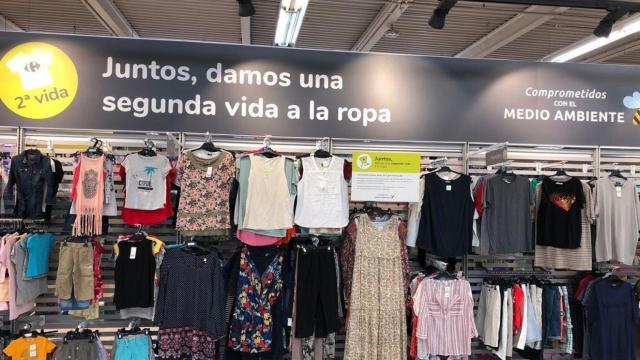 2ª vida
Juntos, damos una
segunda vida a la ropa
Comprometidos
CON EL
MEDIO AMBIENTE
Juntos,